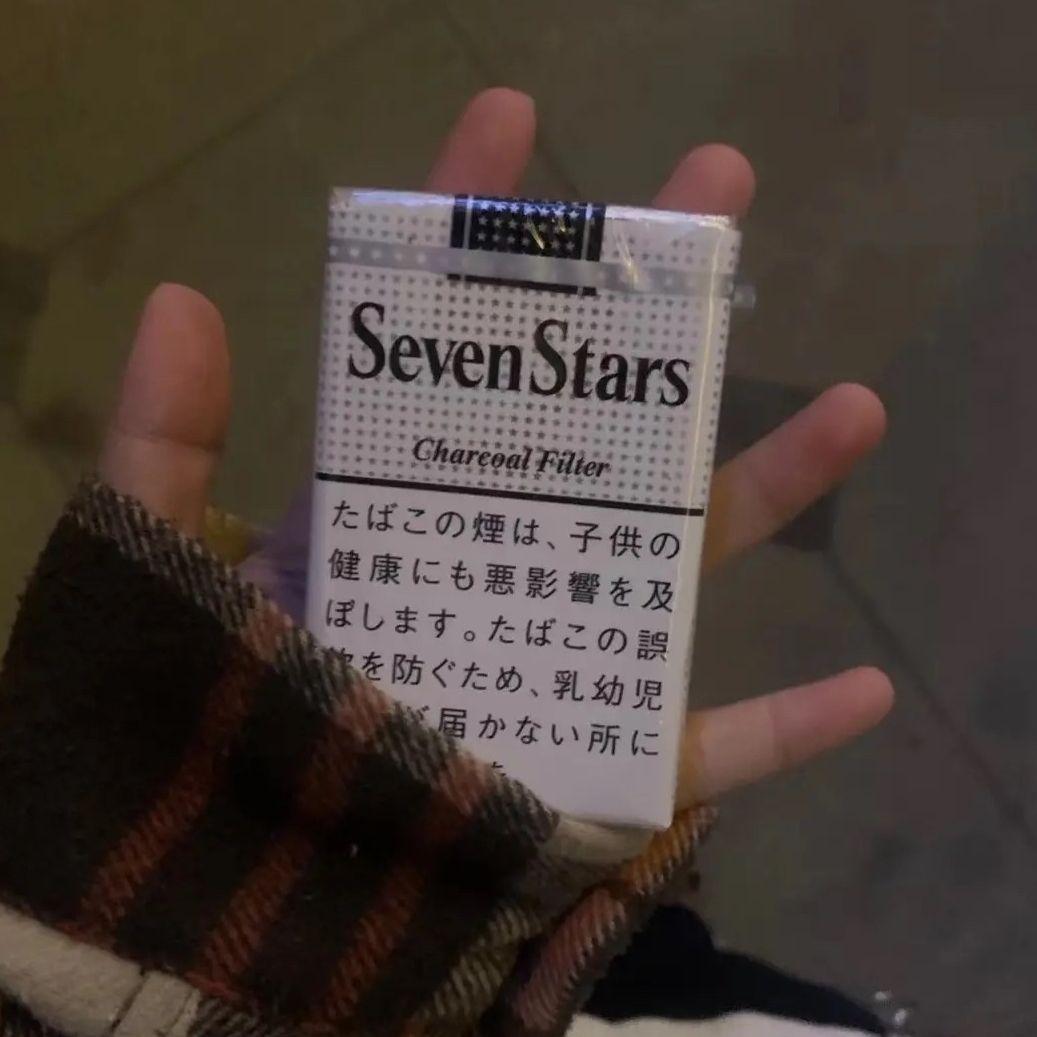 Seven Stars
Charcoal Filter
たばこの煙は、子供の
健康にも悪影響を及
ぼします。たばこの誤
を防ぐため、乳幼児
届かない所に